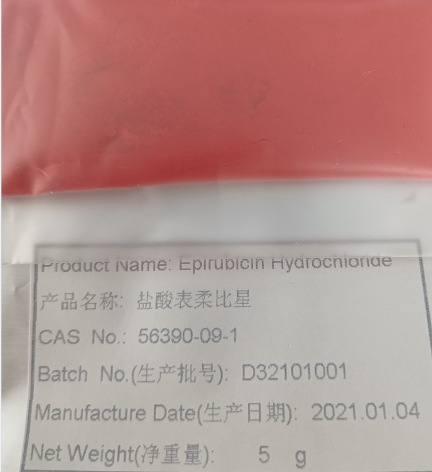 Product Name: Epirubicin Hydrochloride
产品名称: 盐酸表柔比星
CAS No.: 56390-09-1
Batch No.(生产批号): D32101001
Manufacture Date(生产日期): 2021.01.04
Net Weight(净重量): 5 g